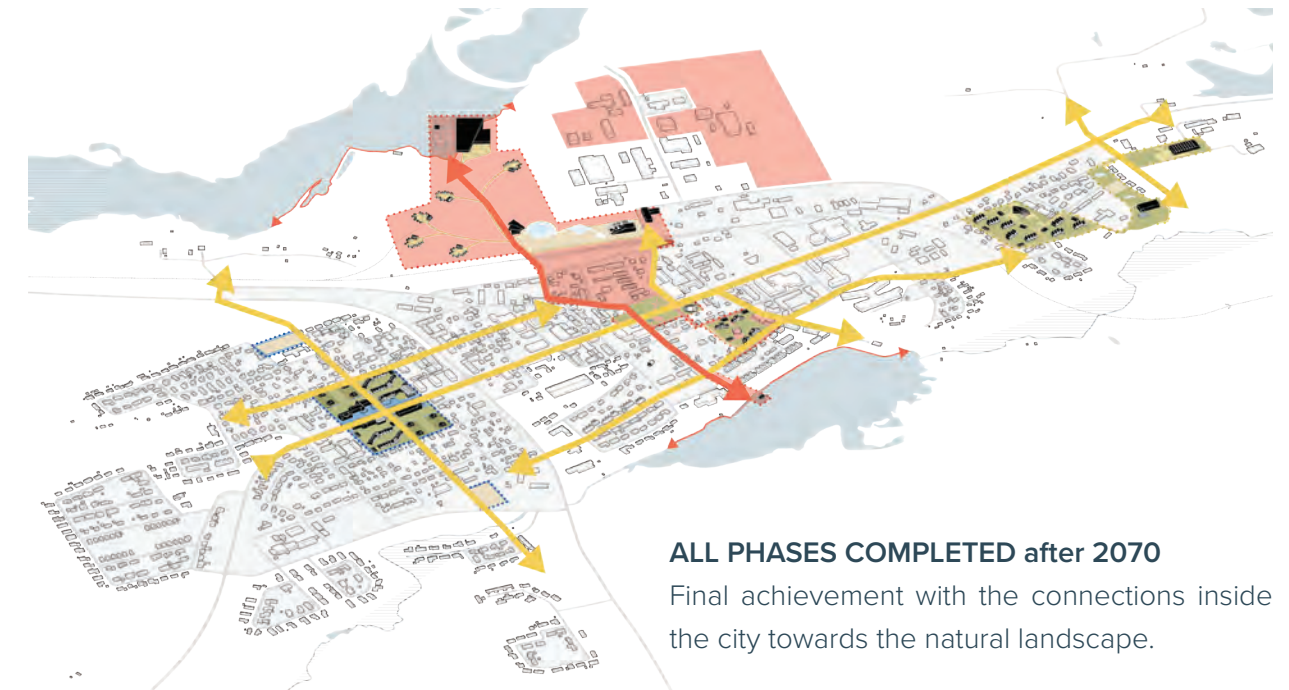 ALL PHASES COMPLETED after 2070
Final achievement with the connections inside
the city towards the natural landscape.